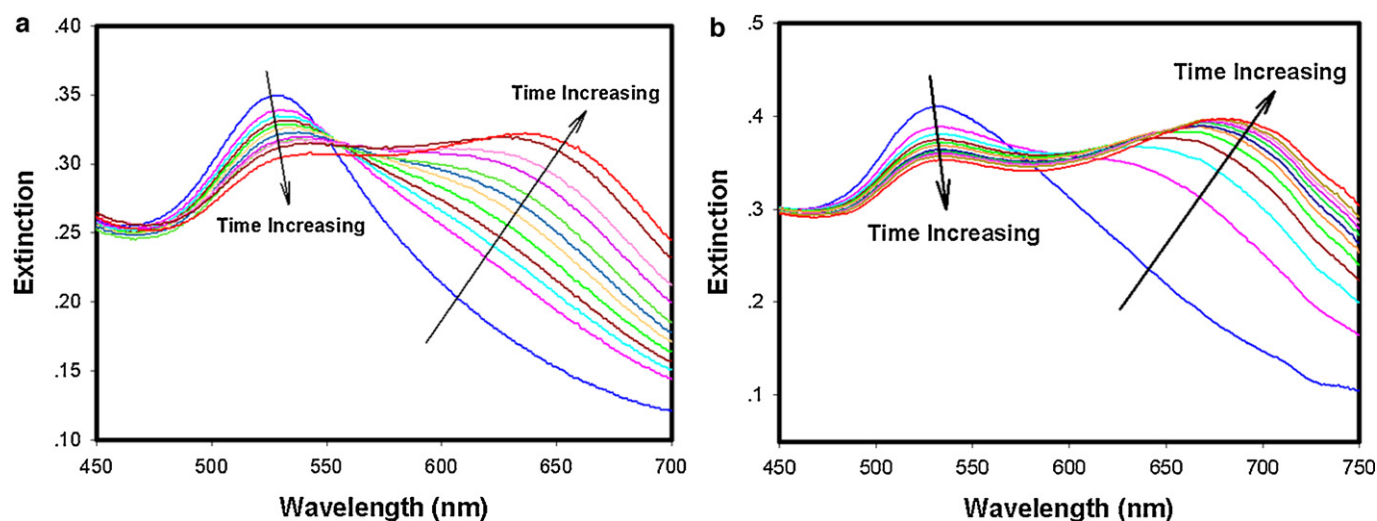 a
.40
.35
.30
.25
.20
.15
.10
Extinction
450 500 550 600 650 700
Wavelength (nm)
Time Increasing
Time Increasing
b
.5
.4
.3
.2
.1
Extinction
450 500 550 600 650 700 750
Wavelength (nm)
Time Increasing
Time Increasing